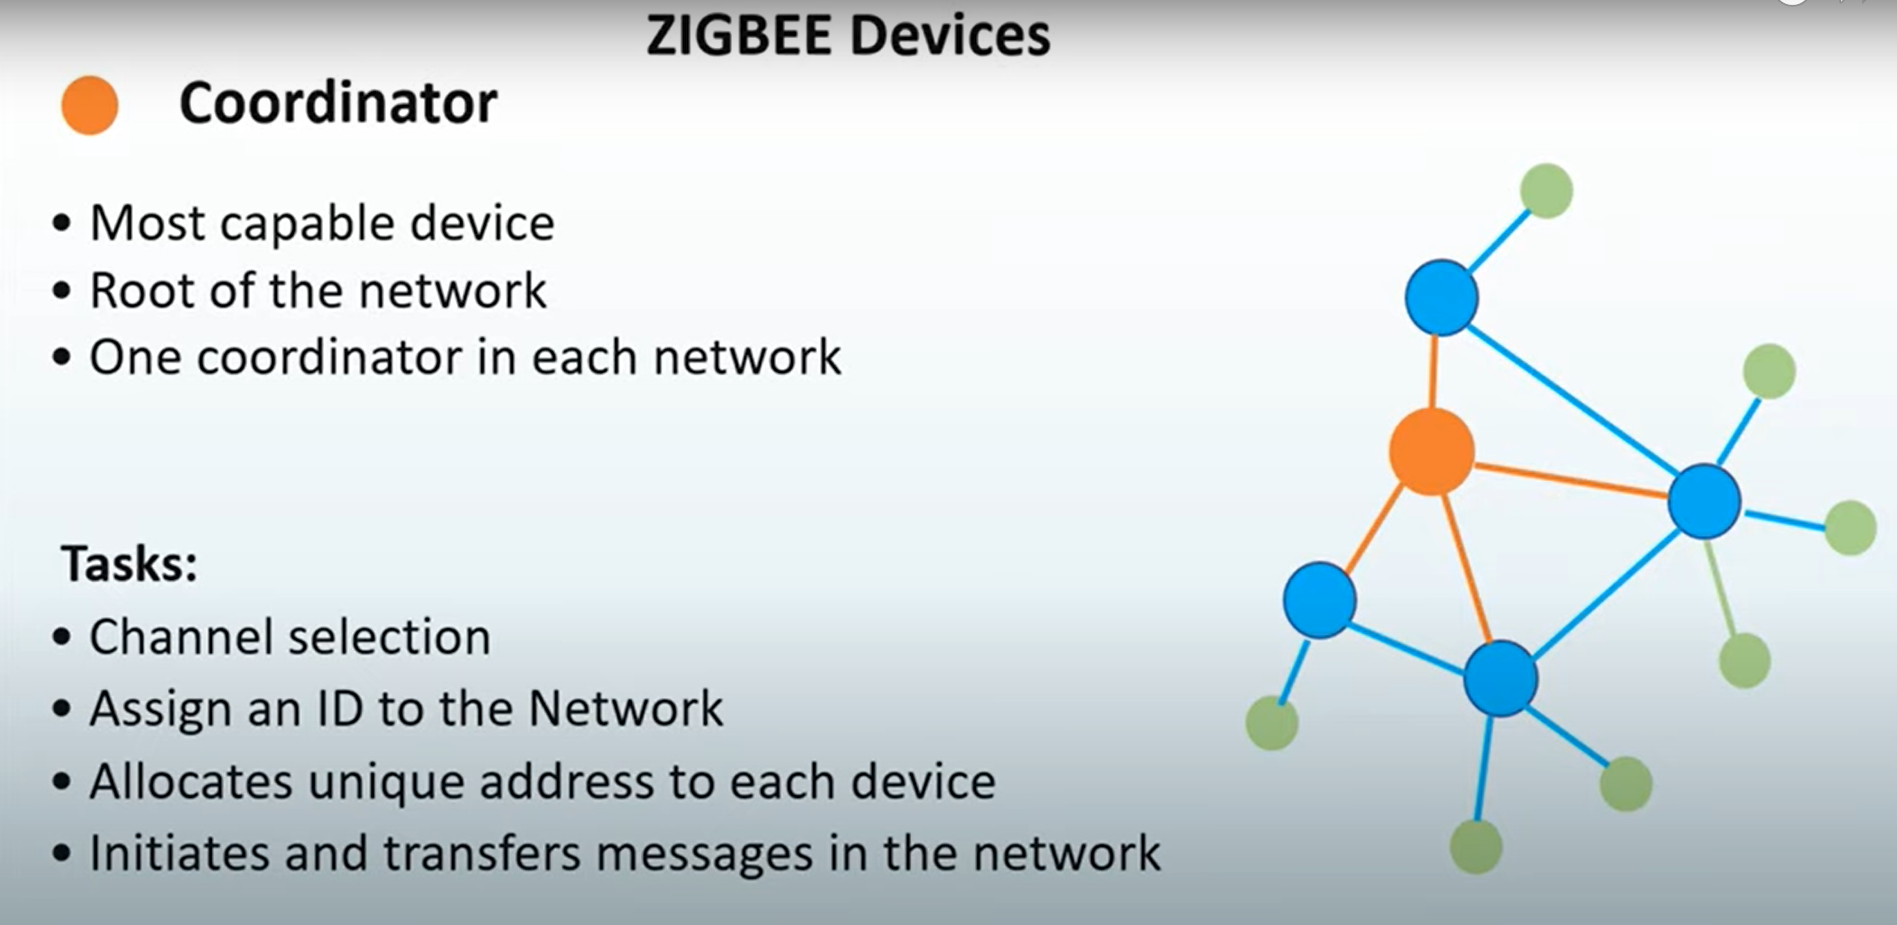 ZIGBEE Devices
Coordinator
• Most capable device
• Root of the network
• One coordinator in each network
Tasks:
• Channel selection
• Assign an ID to the Network
• Allocates unique address to each device
• Initiates and transfers messages in the network